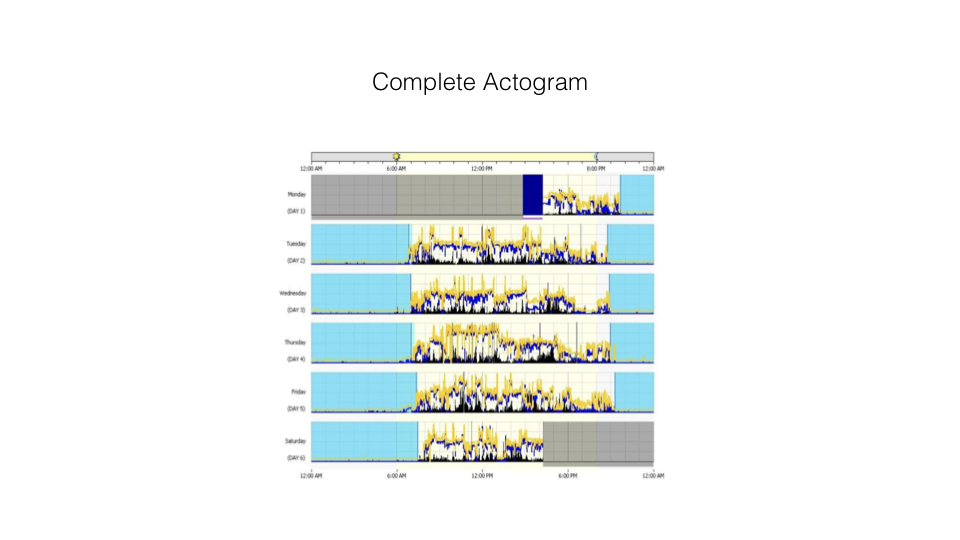 Complete Actogram
12:00 AM 6:00 AM 12:00 PM 8:00 PM 12:00 AM
Monday
(DAY 1)
Tuesday
(DAY 2)
Wednesday
(DAY 3)
Thursday
(DAY 4)
Friday
(DAY 5)
Saturday
(DAY 6)
12:00 AM 6:00 AM 12:00 PM 6:00 PM 12:00 AM